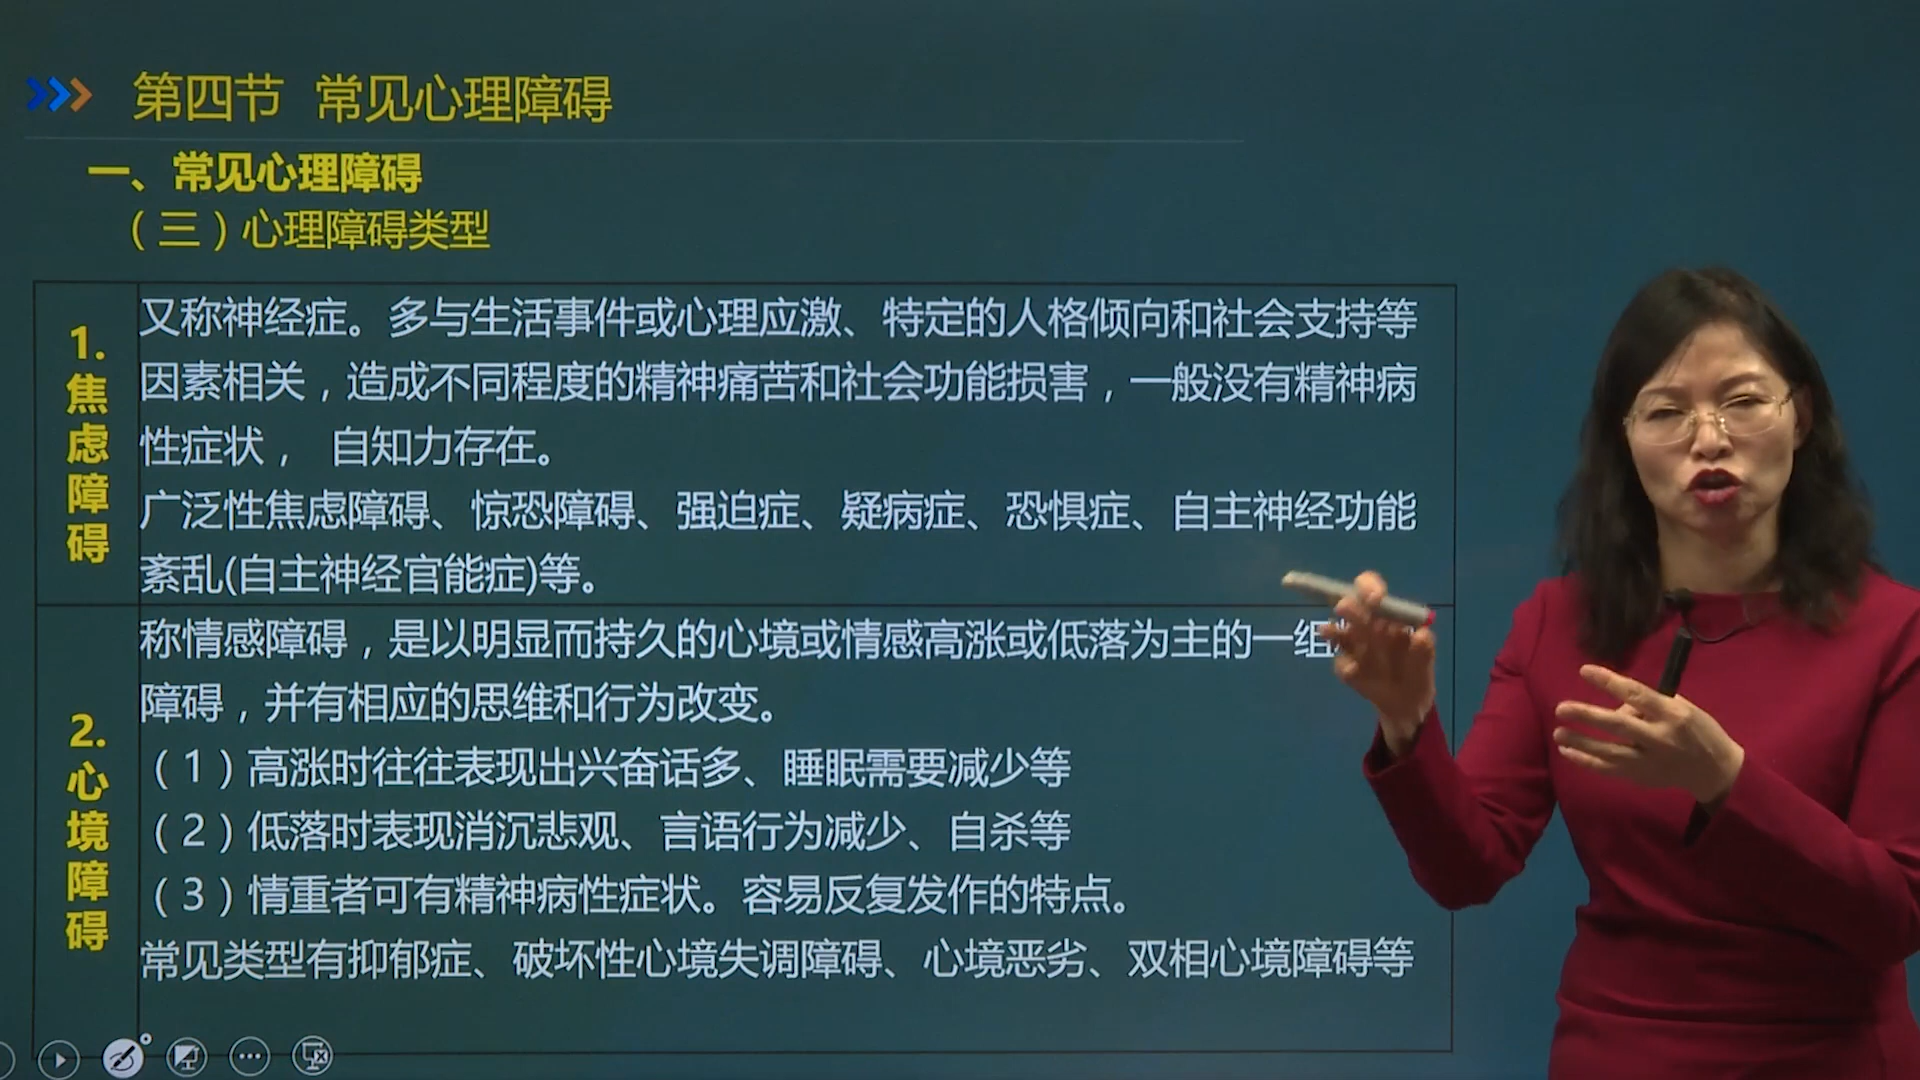 第四节 常见心理障碍
一、常见心理障碍
（三）心理障碍类型
1.焦虑障碍
又称神经症。多与生活事件或心理应激、特定的人格倾向和社会支持等
因素相关，造成不同程度的精神痛苦和社会功能损害，一般没有精神病
性症状， 自知力存在。
广泛性焦虑障碍、惊恐障碍、强迫症、疑病症、恐惧症、自主神经功能
紊乱(自主神经官能症)等。
2.心境障碍
称情感障碍，是以明显而持久的心境或情感高涨或低落为主的一组
障碍，并有相应的思维和行为改变。
（1）高涨时往往表现出兴奋话多、睡眠需要减少等
（2）低落时表现消沉悲观、言语行为减少、自杀等
（3）情重者可有精神病性症状。容易反复发作的特点。
常见类型有抑郁症、破坏性心境失调障碍、心境恶劣、双相心境障碍等